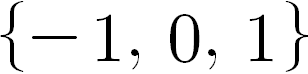 {− 1, 0, 1}